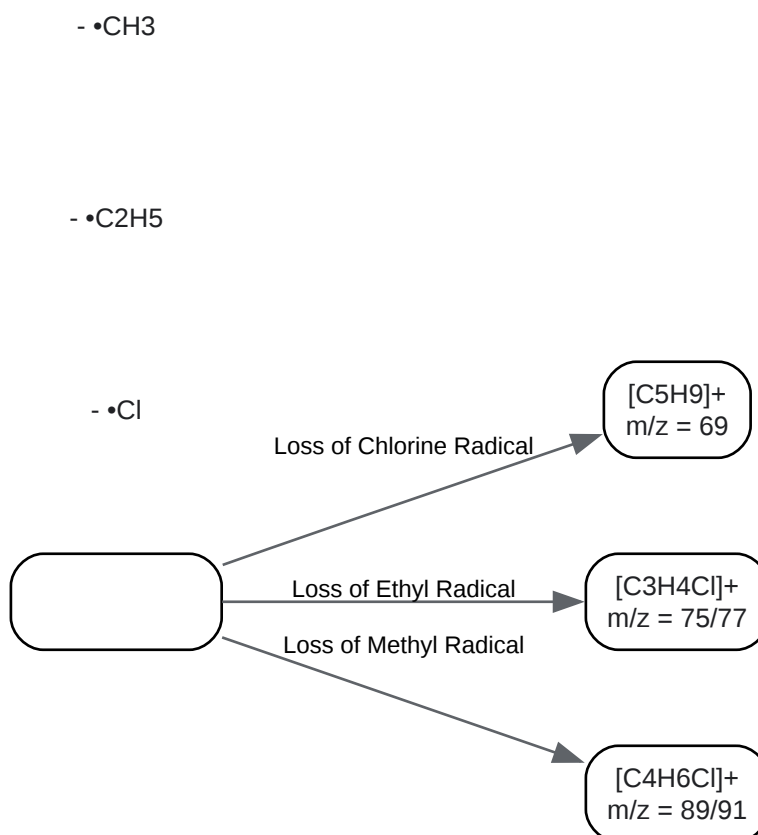 - •CH3
- •C2H5
- •Cl
[C5H9]+
m/z = 69
Loss of Chlorine Radical
Loss of Ethyl Radical
[C3H4Cl]+
m/z = 75/77
Loss of Methyl Radical
[C4H6Cl]+
m/z = 89/91